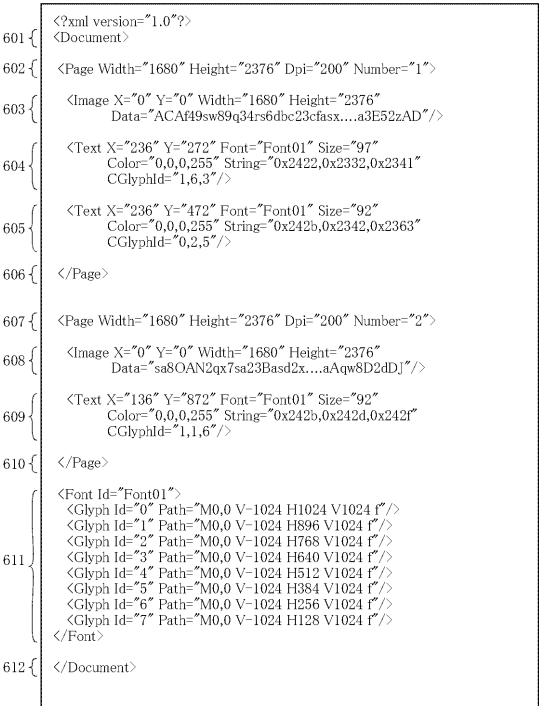 <?xml version="1.0"?>
601 <Document>
602 <Page Width="1680" Height="2376" Dpi="200" Number="1">
<Image X="0" Y="0" Width="1680" Height="2376"
603 Data="ACAf49sw89q34rs6dbc23cfasx....a3E52zAD"/>
<Text X="236" Y="272" Font="Font01" Size="97"
604 Color="0,0,0,255" String="0x2422,0x2332,0x2341"
CGlyphId="1,6,3"/>
<Text X="236" Y="472" Font="Font01" Size="92"
605 Color="0,0,0,255" String="0x242b,0x2342,0x2363"
CGlyphId="0,2,5"/>
606 </Page>
607 <Page Width="1680" Height="2376" Dpi="200" Number="2">
<Image X="0" Y="0" Width="1680" Height="2376"
608 Data="sa8OAN2qx7sa23Basd2x....aAqw8D2dDJ"/>
<Text X="136" Y="872" Font="Font01" Size="92"
609 Color="0,0,0,255" String="0x242b,0x242d,0x242f"
CGlyphId="1,1,6"/>
610 </Page>
<Font Id="Font01">
<Glyph Id="0" Path="M0,0 V-1024 H1024 V1024 f"/>
<Glyph Id="1" Path="M0,0 V-1024 H896 V1024 f"/>
<Glyph Id="2" Path="M0,0 V-1024 H768 V1024 f"/>
611 <Glyph Id="3" Path="M0,0 V-1024 H640 V1024 f"/>
<Glyph Id="4" Path="M0,0 V-1024 H512 V1024 f"/>
<Glyph Id="5" Path="M0,0 V-1024 H384 V1024 f"/>
<Glyph Id="6" Path="M0,0 V-1024 H256 V1024 f"/>
<Glyph Id="7" Path="M0,0 V-1024 H128 V1024 f"/>
</Font>
612 </Document>